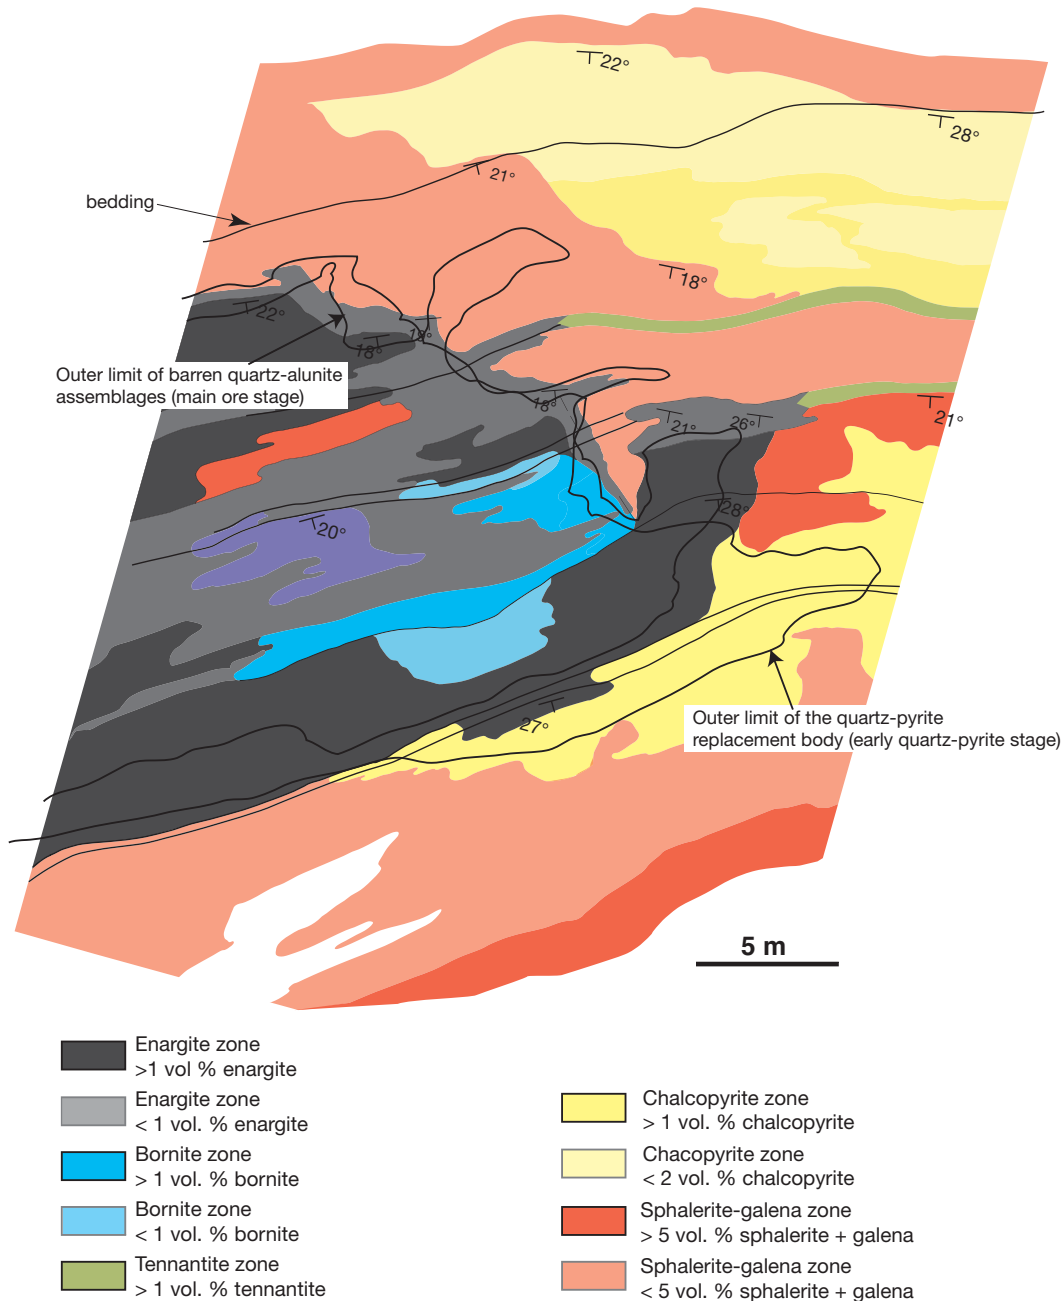 22°
28°
21°
bedding
18°
22°
19°
18°
Outer limit of barren quartz-alunite
assemblages (main ore stage)
18°
21°
26°
21°
28°
20°
Outer limit of the quartz-pyrite
replacement body (early quartz-pyrite stage)
27°
5 m
Enargite zone
>1 vol % enargite
Enargite zone
< 1 vol. % enargite
Bornite zone
> 1 vol. % bornite
Bornite zone
< 1 vol. % bornite
Tennantite zone
> 1 vol. % tennantite
Chalcopyrite zone
> 1 vol. % chalcopyrite
Chacopyrite zone
< 2 vol. % chalcopyrite
Sphalerite-galena zone
> 5 vol. % sphalerite + galena
Sphalerite-galena zone
< 5 vol. % sphalerite + galena